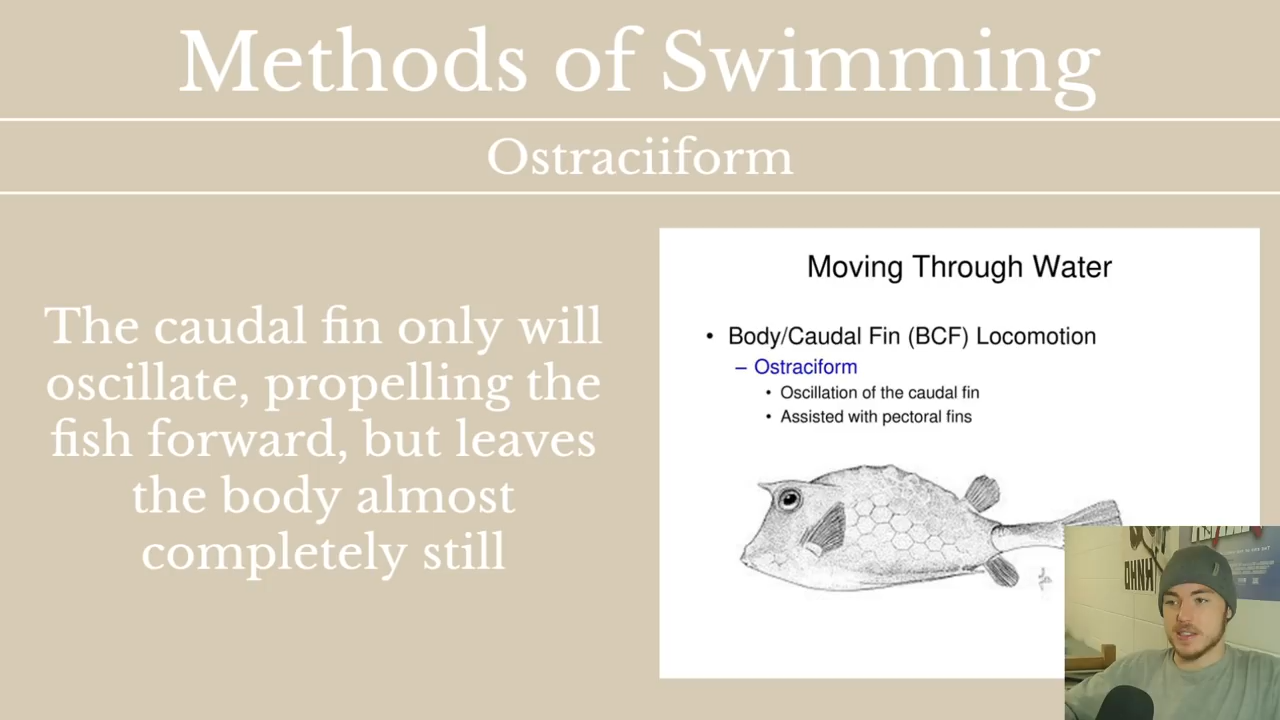 Methods of Swimming
Ostraciiform
The caudal fin only will
oscillate, propelling the
fish forward, but leaves
the body almost
completely still
Moving Through Water
• Body/Caudal Fin (BCF) Locomotion
– Ostraciform
• Oscillation of the caudal fin
• Assisted with pectoral fins